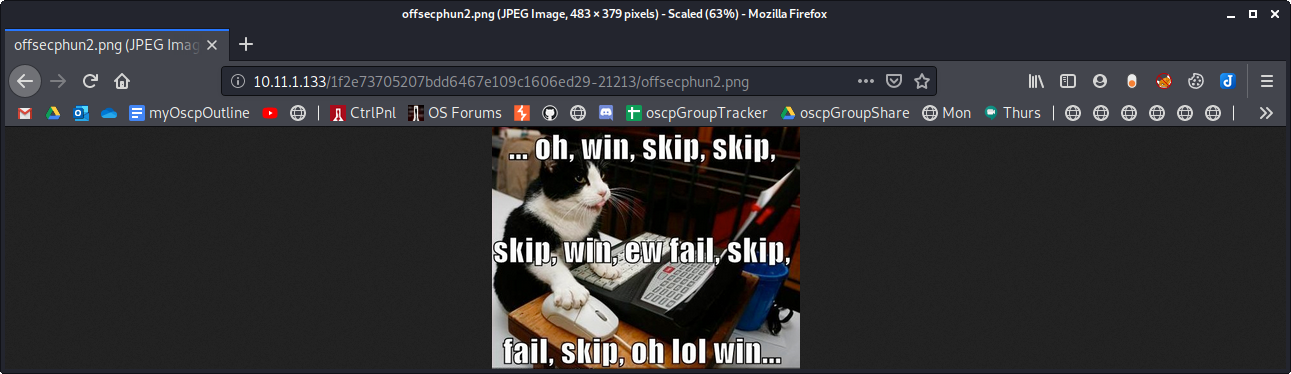 offsecphun2.png (JPEG Image, 483 × 379 pixels) - Scaled (63%) - Mozilla Firefox
offsecphun2.png (JPEG Imag
10.11.1.133/1f2e73705207bdd6467e109c1606ed29-21213/offsecphun2.png
myOscpOutline CtrlPnl OS Forums oscpGroupTracker oscpGroupShare Mon Thurs
... oh, win, skip, skip,
skip, win, ew fail, skip,
fail, skip, oh lol win...